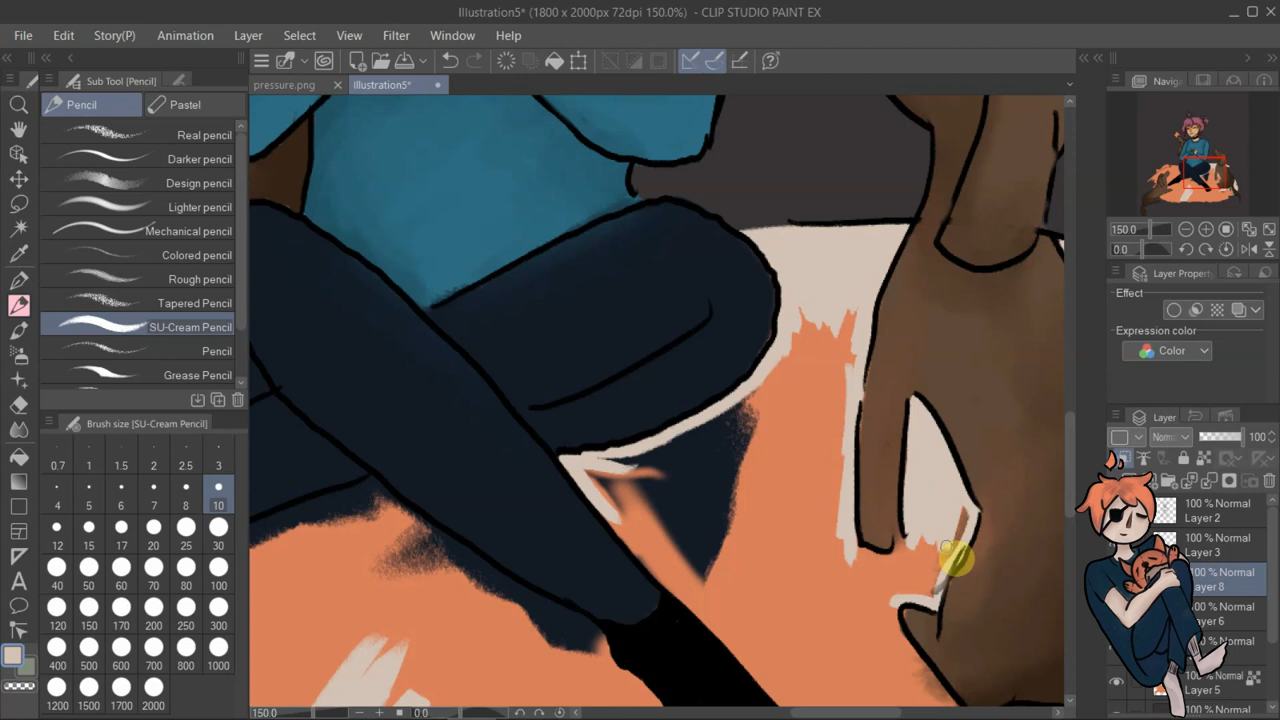 Illustration5* (1800 x 2000px 72dpi 150.0%) - CLIP STUDIO PAINT EX
File Edit Story(P) Animation Layer Select View Filter Window Help
Sub Tool [Pencil]
Pencil Pastel
pressure.png Illustration5*
Real pencil
Darker pencil
Design pencil
Lighter pencil
Mechanical pencil
Colored pencil
Rough pencil
Tapered Pencil
SU-Cream Pencil
Pencil
Grease Pencil
Brush size [SU-Cream Pencil]
0.7 1 1.5 2 2.5 3
4 5 6 7 8 10
12 15 17 20 25 30
40 50 60 70 80 100
120 150 170 200 250 300
400 500 600 700 800 1000
1200 1500 1700 2000
Naviga
150.0
0.0
Layer Property
Effect
Expression color
Color
Layer
Norma 100
100 % Normal
Layer 2
100 % Normal
Layer 3
100 % Normal
ayer 8
100 % Normal
ayer 6
100 % Normal
% Normal
Layer 5
% Normal
150.0 0.0
A